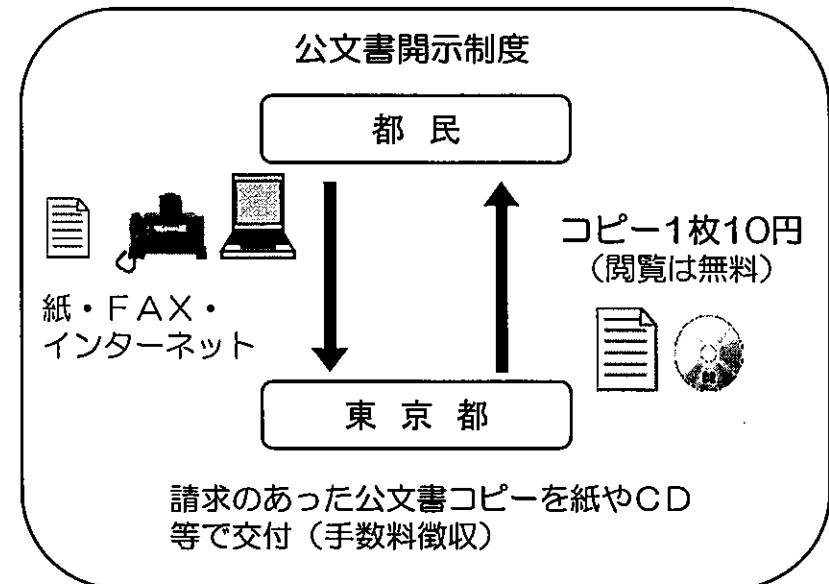 公文書開示制度
都 民
コピー1枚10円
（閲覧は無料）
紙・FAX・
インターネット
東 京 都
請求のあった公文書コピーを紙やCD
等で交付（手数料徴収）